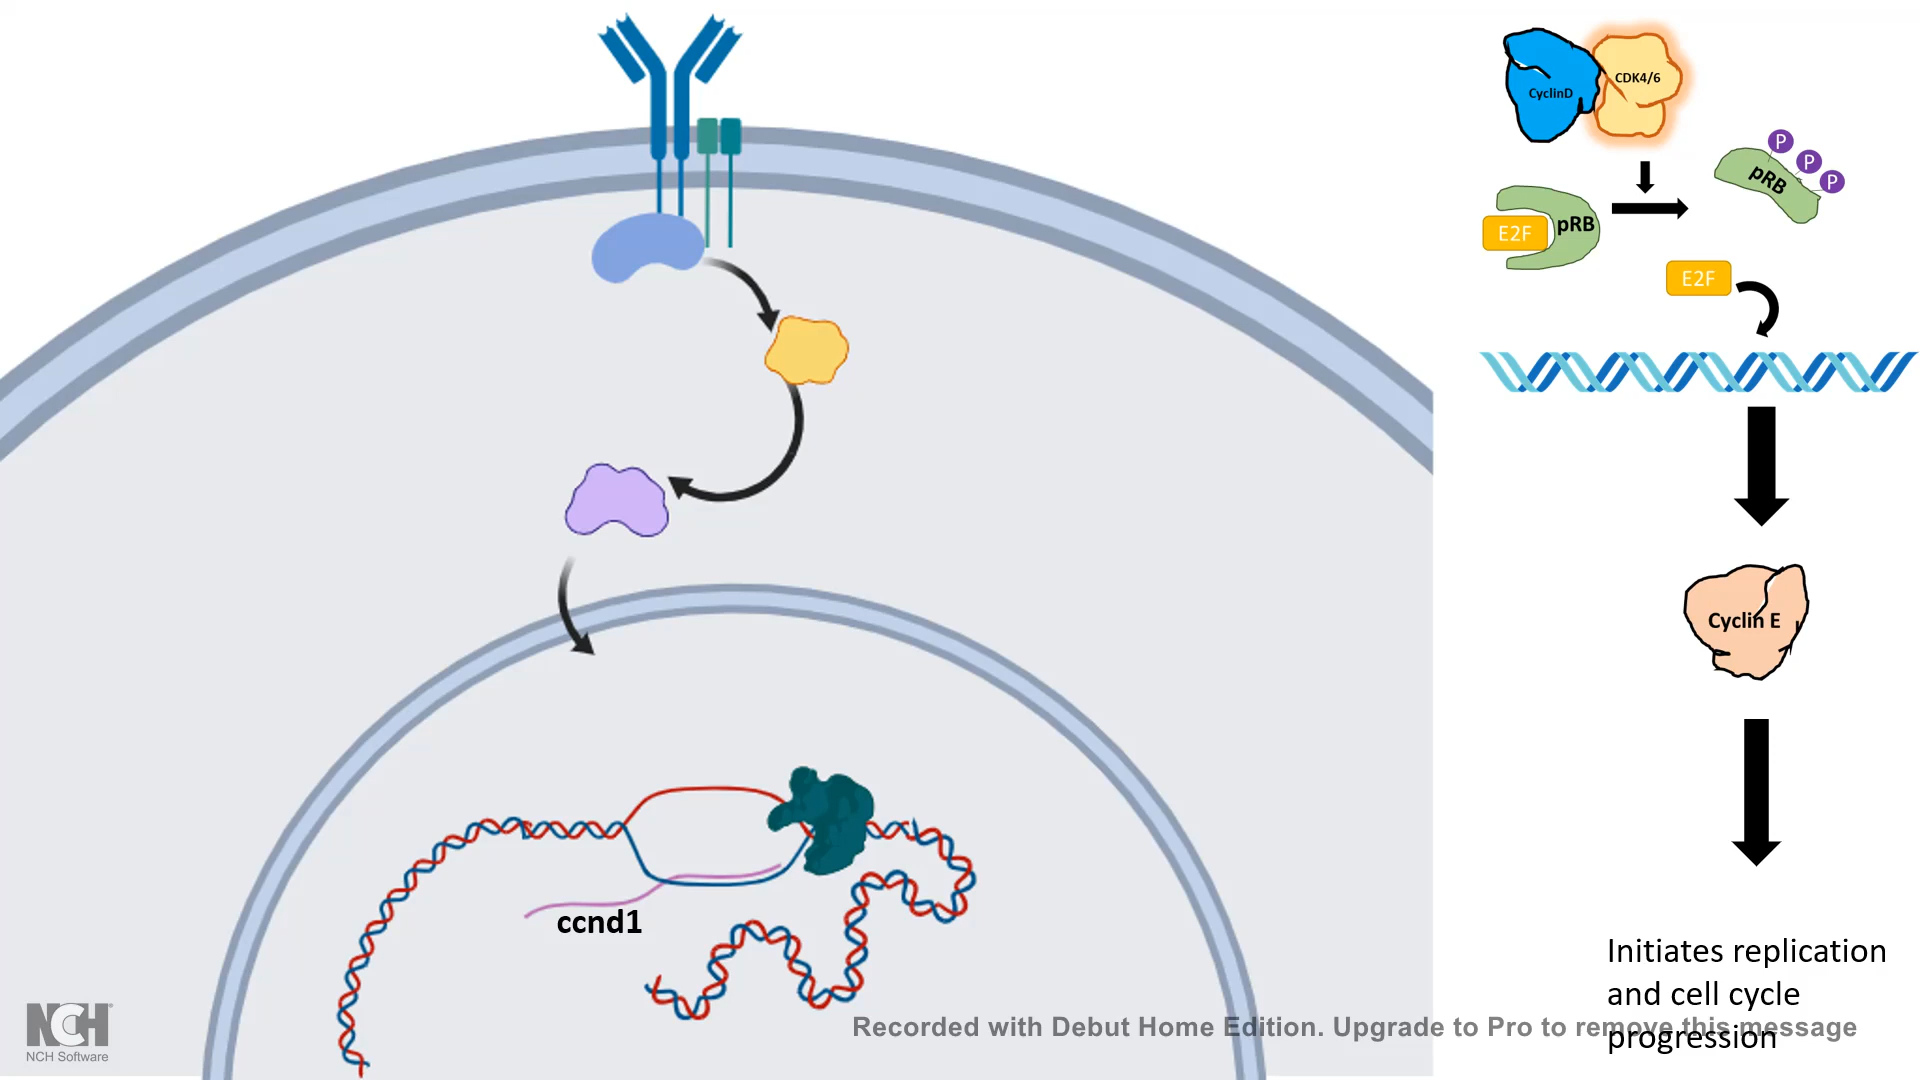 CyclinD
CDK4/6
P
P
P
pRB
E2F
pRB
E2F
Cyclin E
ccnd1
Initiates replication
and cell cycle
progression
NCH
NCH Software
Recorded with Debut Home Edition. Upgrade to Pro to remove this message